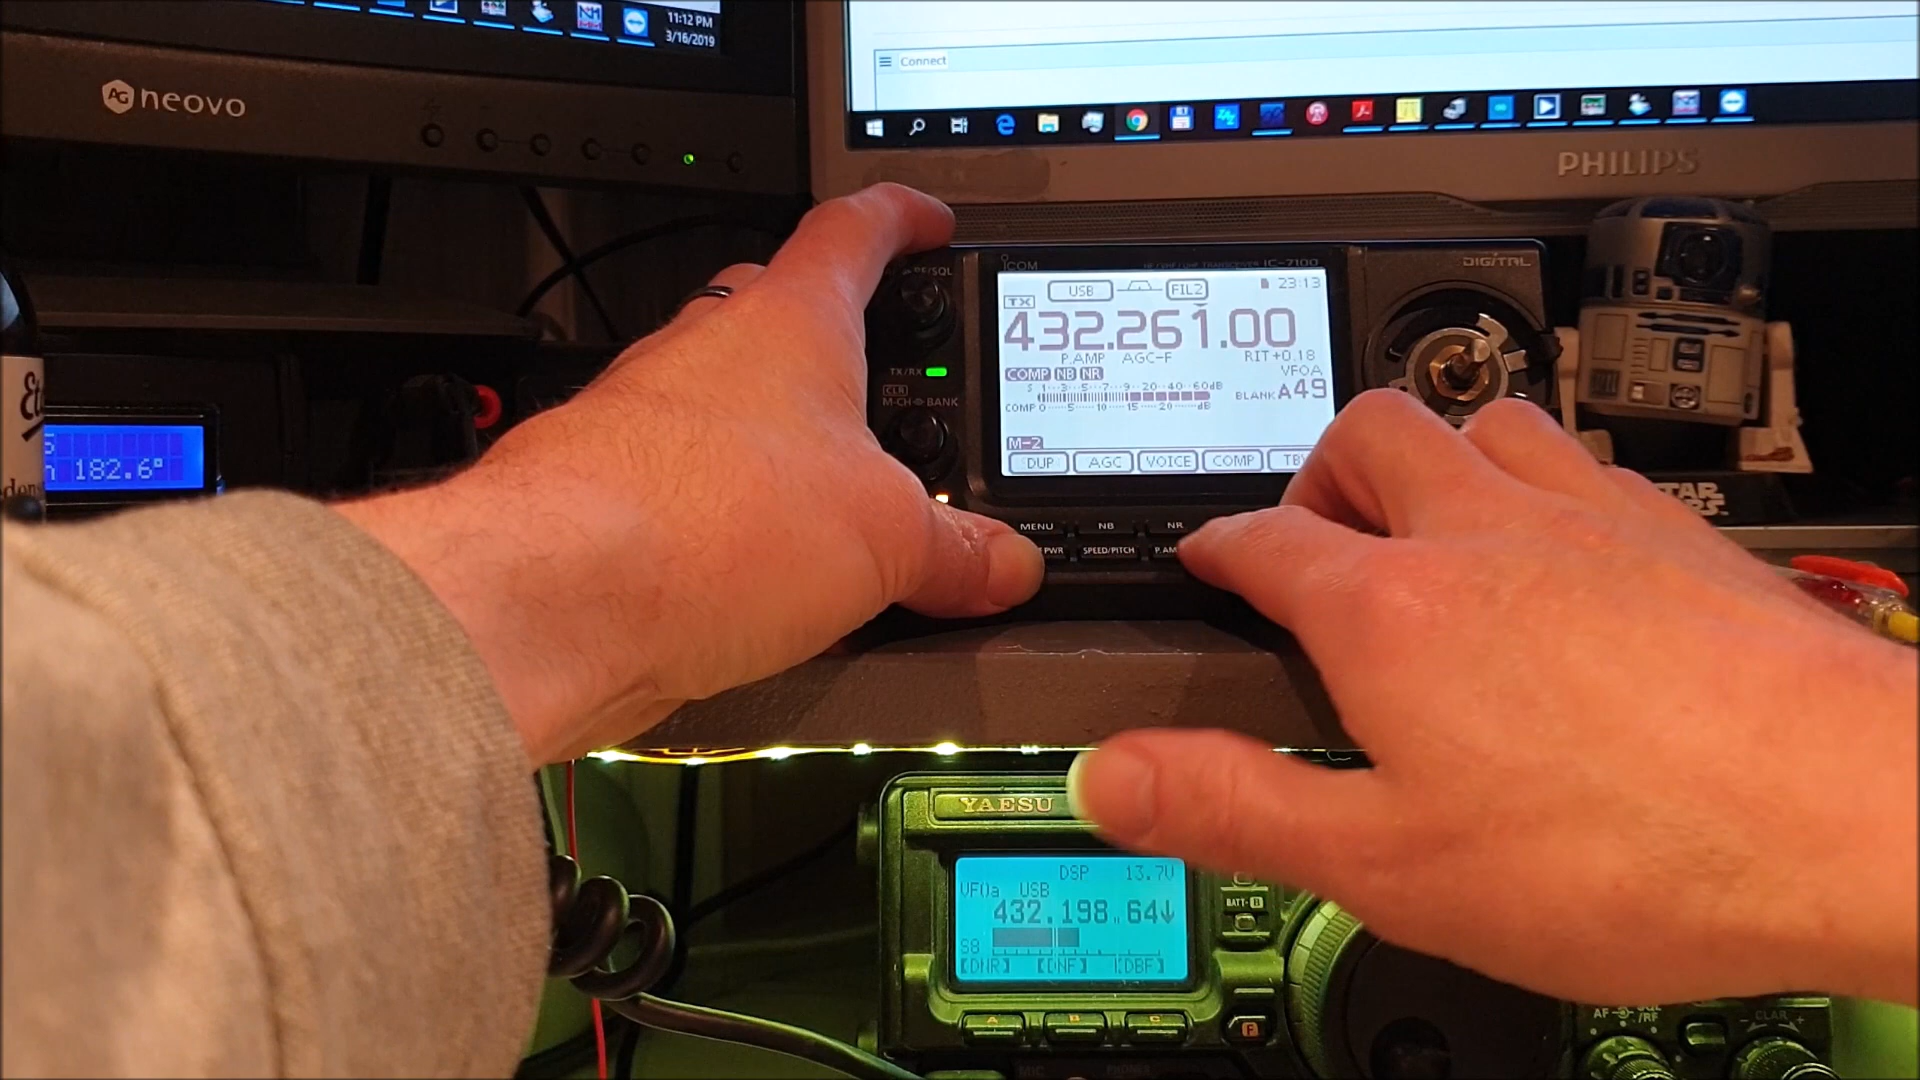 11:12 PM
3/16/2019
AG neovo
Connect
PHILIPS
ICOM
IC-7100
DIGITAL
RF/SQL
USB
FIL2
23:13
TX
432.261.00
P.AMP AGC-F
RIT +0.18
VFOA
COMP NB NR
S 1 3 5 7 9 20 40 60dB
BLANK A49
COMP 0 5 10 15 20 dB
M-2
DUP AGC VOICE COMP
TX/RX
CLR
M-CH BANK
MENU NB NR
PWR SPEED/PITCH
182.6°
YAESU
DSP 13.7V
VFOa USB
432.198.64
S8
[DNR] [DNF] [DBF]
BATT-B
A B C
F
AF SQL/RF
CLAR